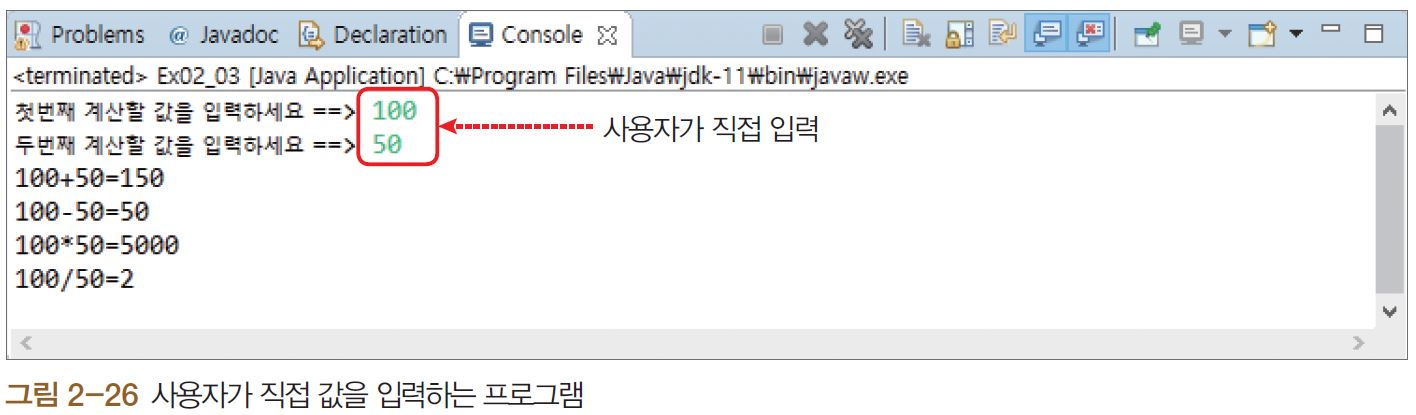 Problems @ Javadoc Declaration Console
<terminated> Ex02_03 [Java Application] C:₩Program Files₩Java₩jdk-11₩bin₩javaw.exe
첫번째 계산할 값을 입력하세요 ==> 100
두번째 계산할 값을 입력하세요 ==> 50
사용자가 직접 입력
100+50=150
100-50=50
100*50=5000
100/50=2
그림 2-26 사용자가 직접 값을 입력하는 프로그램